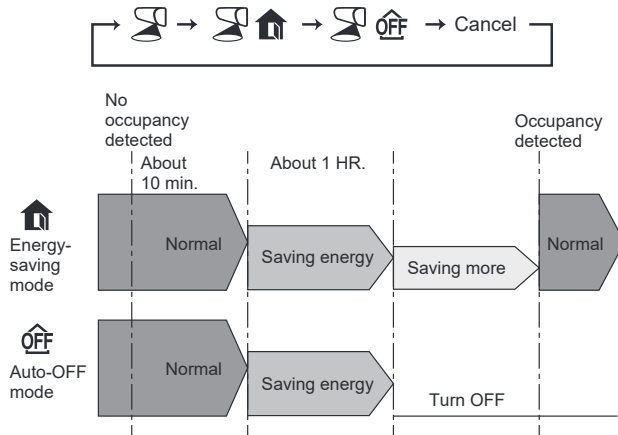 OFF
Cancel
No
occupancy
detected
Occupancy
detected
About
10 min.
About 1 HR.
Energy-
saving
mode
Normal
Saving energy
Saving more
Normal
OFF
Auto-OFF
mode
Normal
Saving energy
Turn OFF